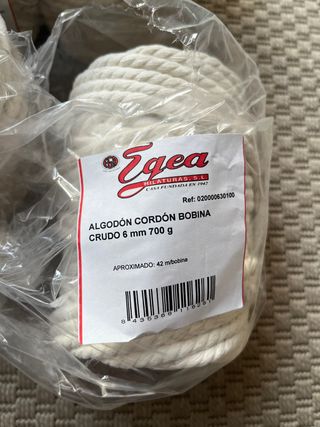 Egea
HILATURAS, S.L.
CASA FUNDADA EN 1947
Ref: 020000630100
ALGODÓN CORDÓN BOBINA
CRUDO 6 mm 700 g
APROXIMADO: 42 m/bobina